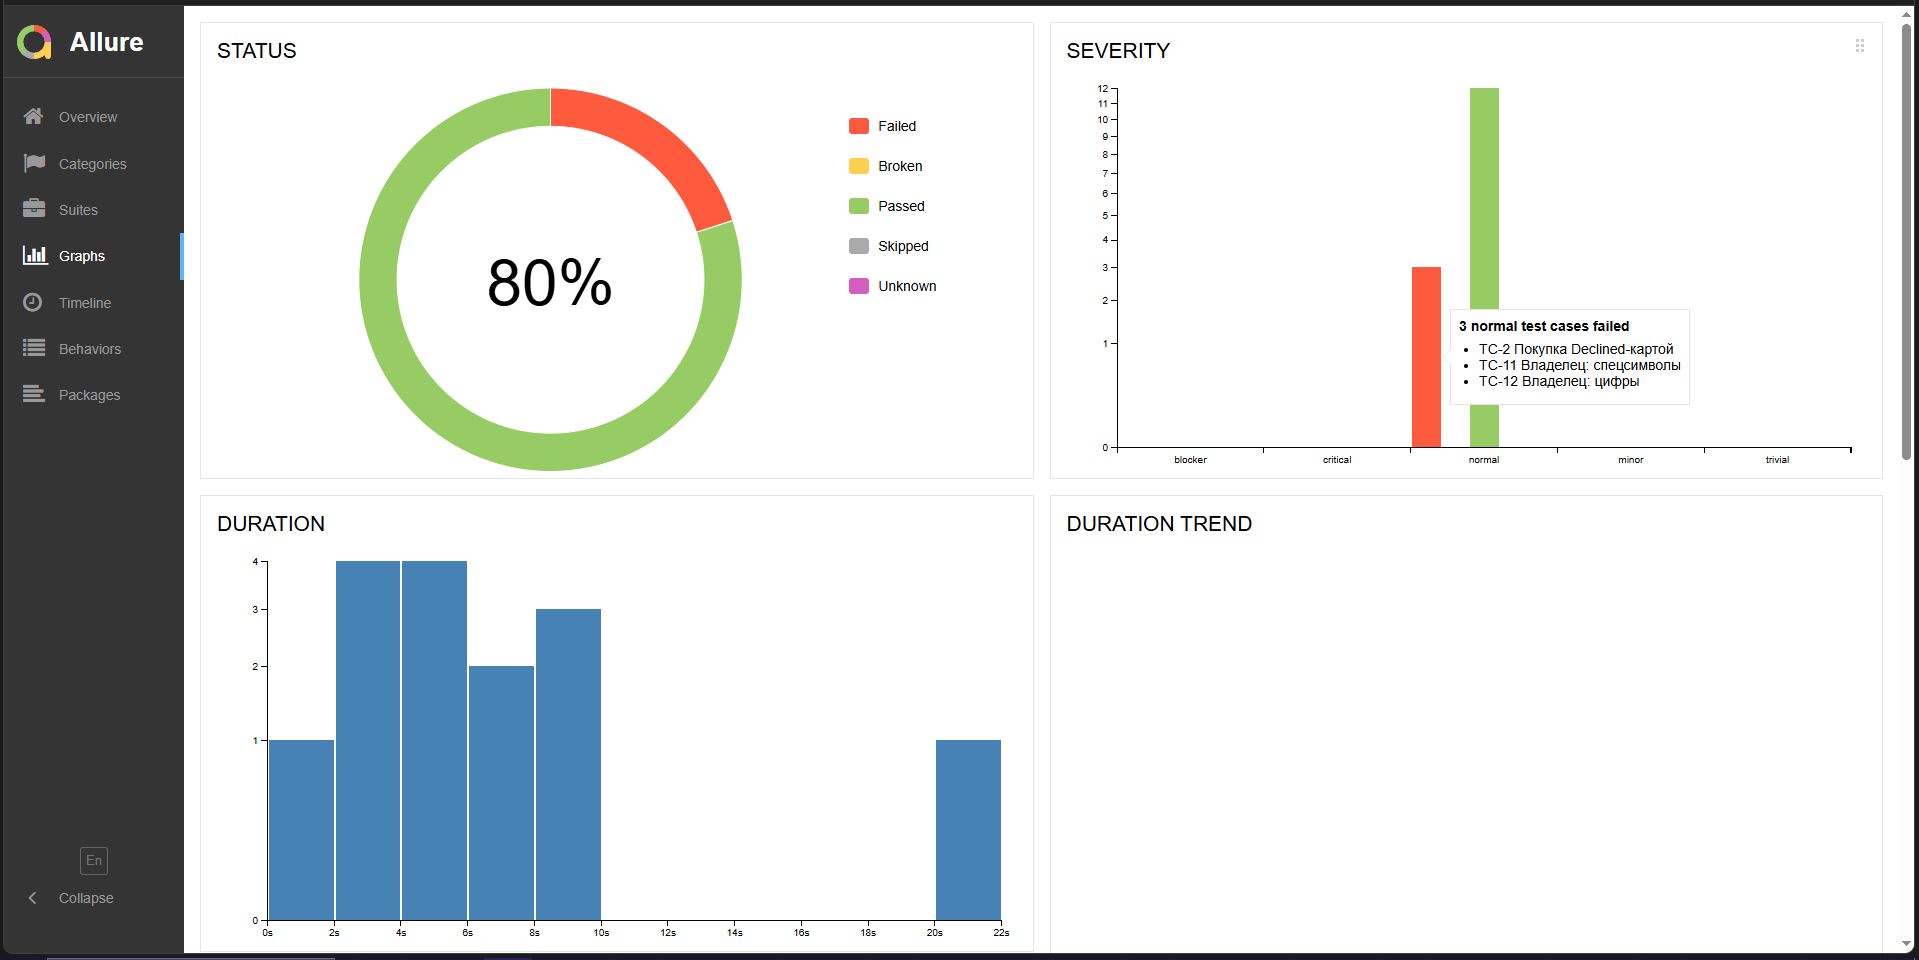 Allure
Overview
Categories
Suites
Graphs
Timeline
Behaviors
Packages
En
Collapse
STATUS
80%
Failed
Broken
Passed
Skipped
Unknown
SEVERITY
12
11
10
9
8
7
6
5
4
3
2
1
0
blocker critical normal minor trivial
3 normal test cases failed
TC-2 Покупка Declined-картой
TC-11 Владелец: спецсимволы
TC-12 Владелец: цифры
DURATION
4
3
2
1
0
0s 2s 4s 6s 8s 10s 12s 14s 16s 18s 20s 22s
DURATION TREND